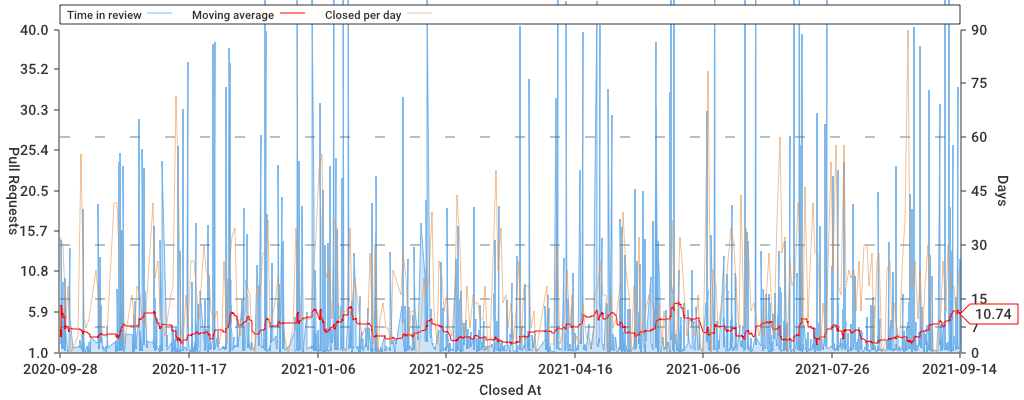 Time in review Moving average Closed per day
40.0 90
35.2 75
30.3
25.4 60
20.5 45
15.7 30
10.8
5.9 15
10.74
7
1.0 0
Pull Requests
Days
2020-09-28 2020-11-17 2021-01-06 2021-02-25 2021-04-16 2021-06-06 2021-07-26 2021-09-14
Closed At